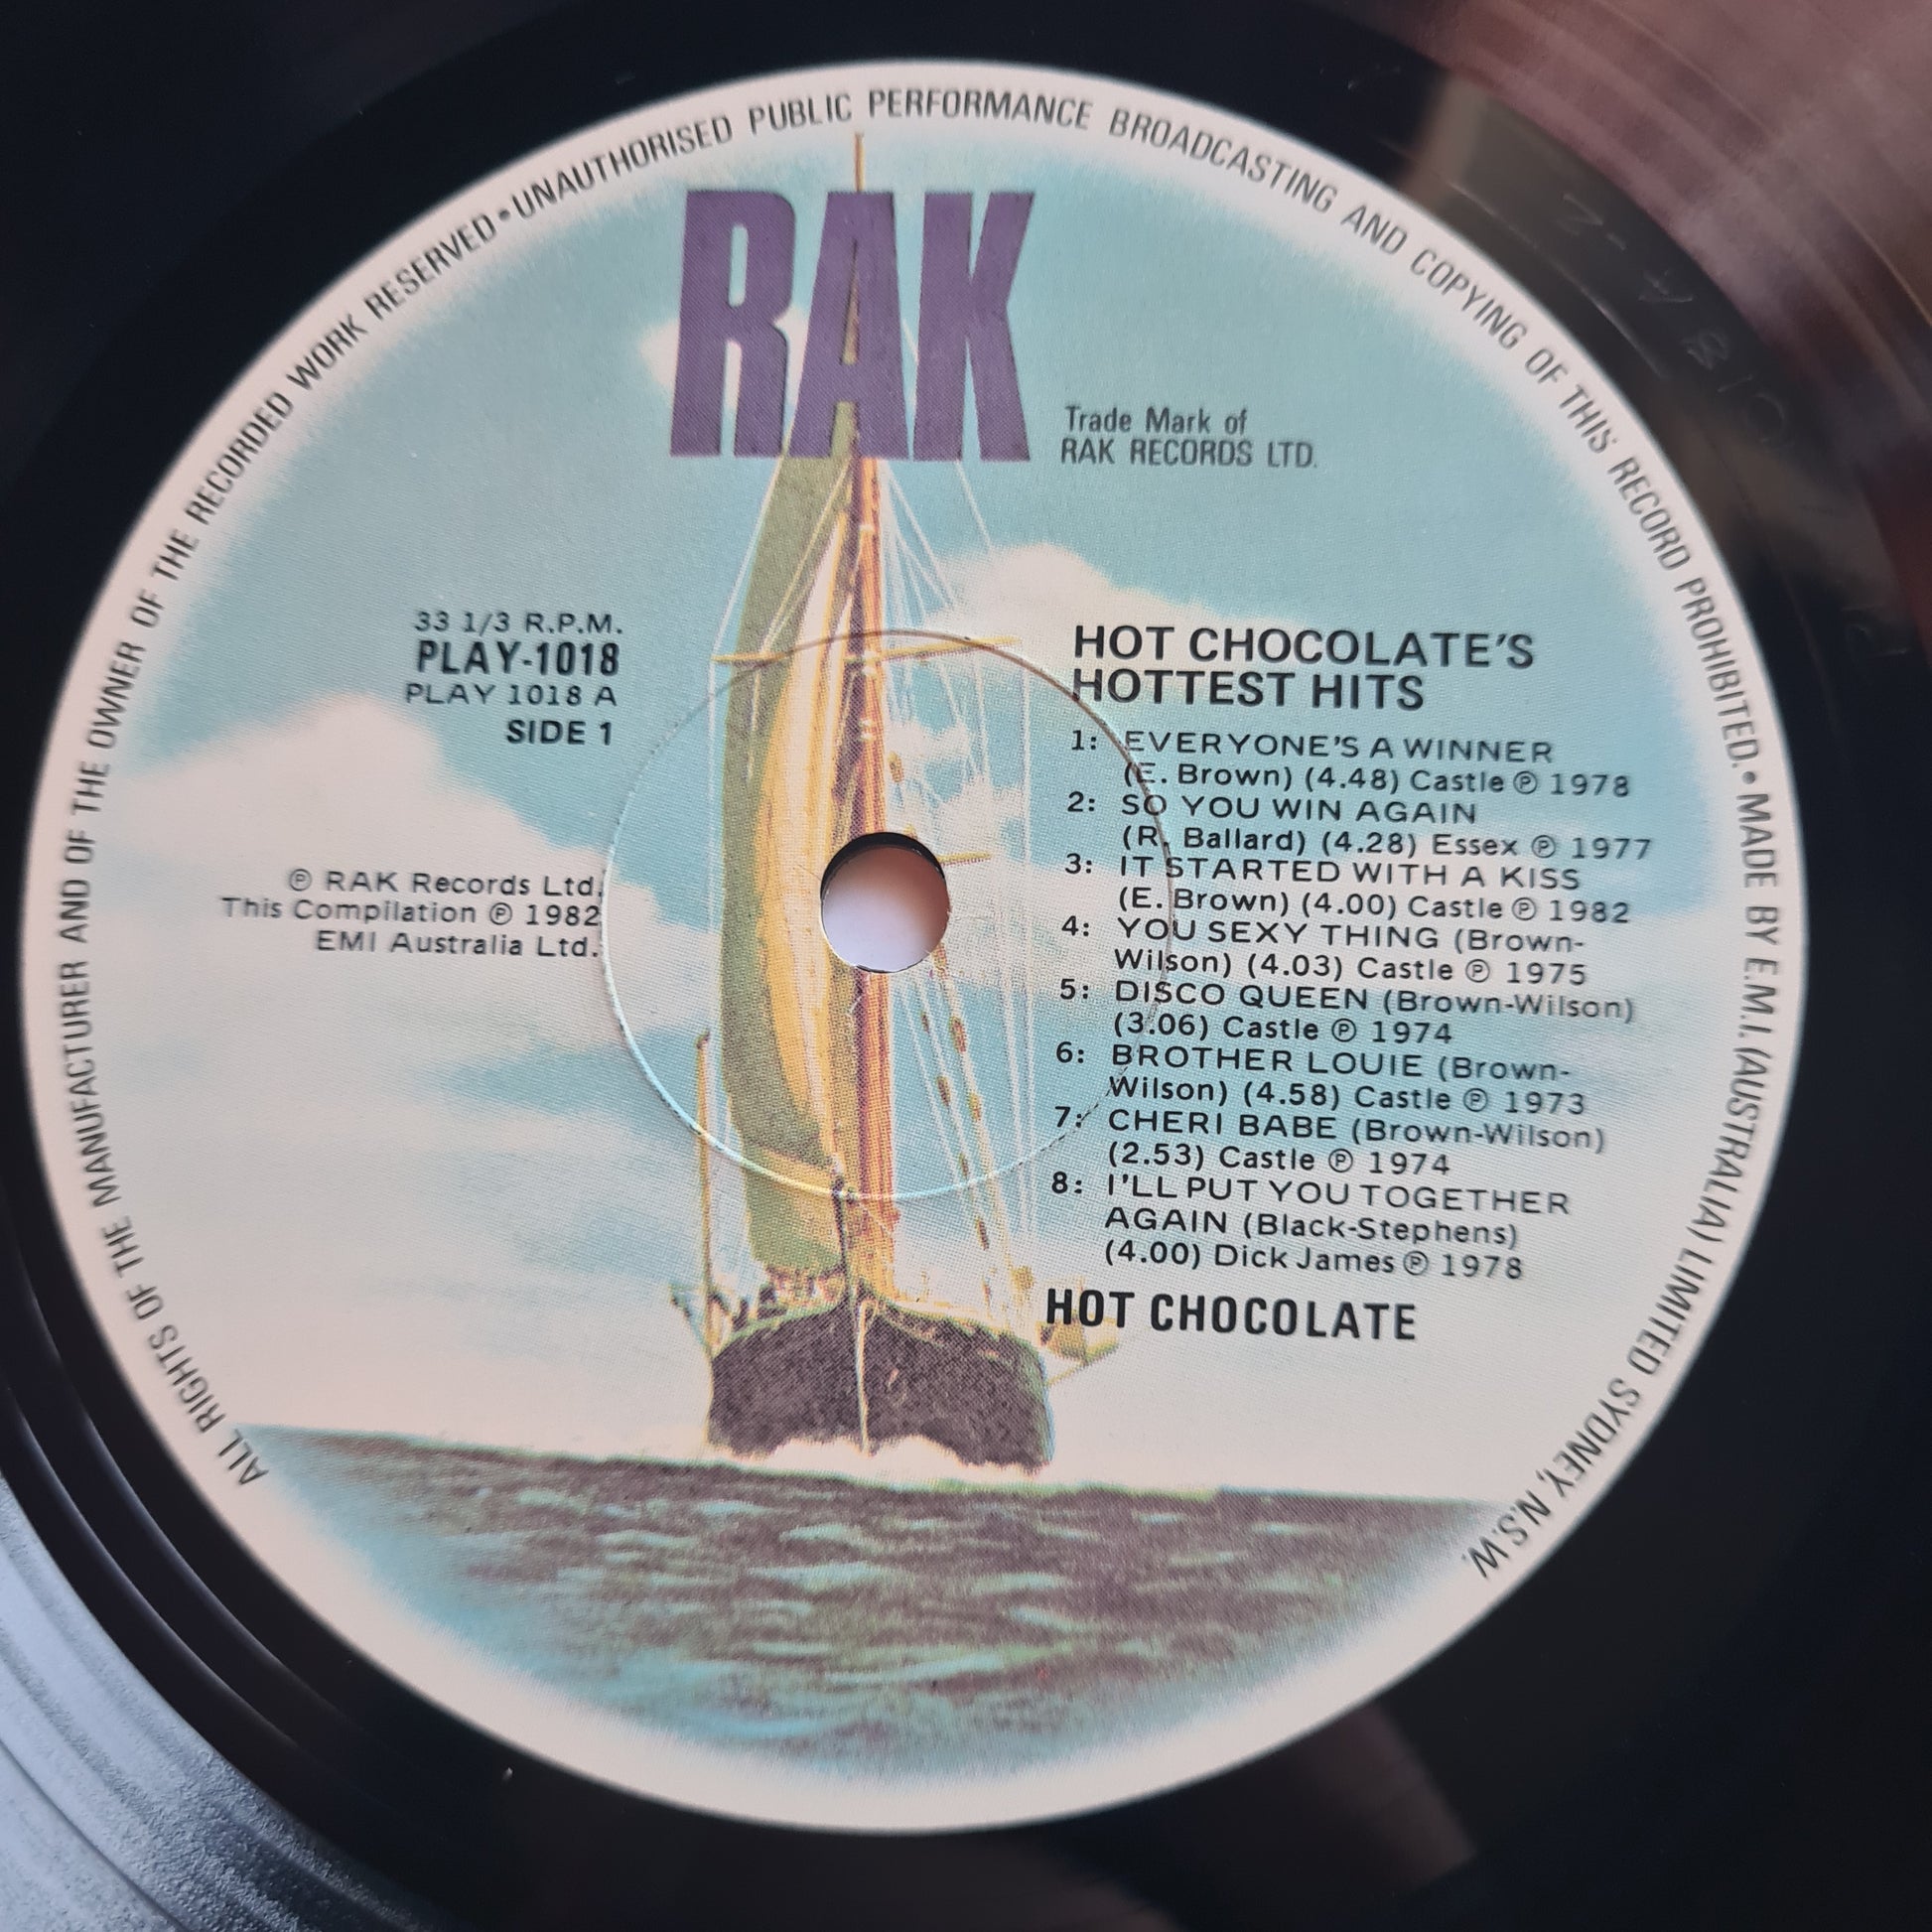 ALL RIGHTS OF THE MANUFACTURER AND OF THE OWNER OF THE RECORDED WORK RESERVED • UNAUTHORISED PUBLIC PERFORMANCE BROADCASTING AND COPYING OF THIS RECORD PROHIBITED. • MADE BY E.M.I. (AUSTRALIA) LIMITED SYDNEY, N.S.W.
RAK
Trade Mark of
RAK RECORDS LTD.
33 1/3 R.P.M.
PLAY-1018
PLAY 1018 A
SIDE 1
℗ RAK Records Ltd.
This Compilation ℗ 1982
EMI Australia Ltd.
HOT CHOCOLATE'S
HOTTEST HITS
1: EVERYONE'S A WINNER
(E. Brown) (4.48) Castle ℗ 1978
2: SO YOU WIN AGAIN
(R. Ballard) (4.28) Essex ℗ 1977
3: IT STARTED WITH A KISS
(E. Brown) (4.00) Castle ℗ 1982
4: YOU SEXY THING (Brown-
Wilson) (4.03) Castle ℗ 1975
5: DISCO QUEEN (Brown-Wilson)
(3.06) Castle ℗ 1974
6: BROTHER LOUIE (Brown-
Wilson) (4.58) Castle ℗ 1973
7: CHERI BABE (Brown-Wilson)
(2.53) Castle ℗ 1974
8: I'LL PUT YOU TOGETHER
AGAIN (Black-Stephens)
(4.00) Dick James ℗ 1978
HOT CHOCOLATE